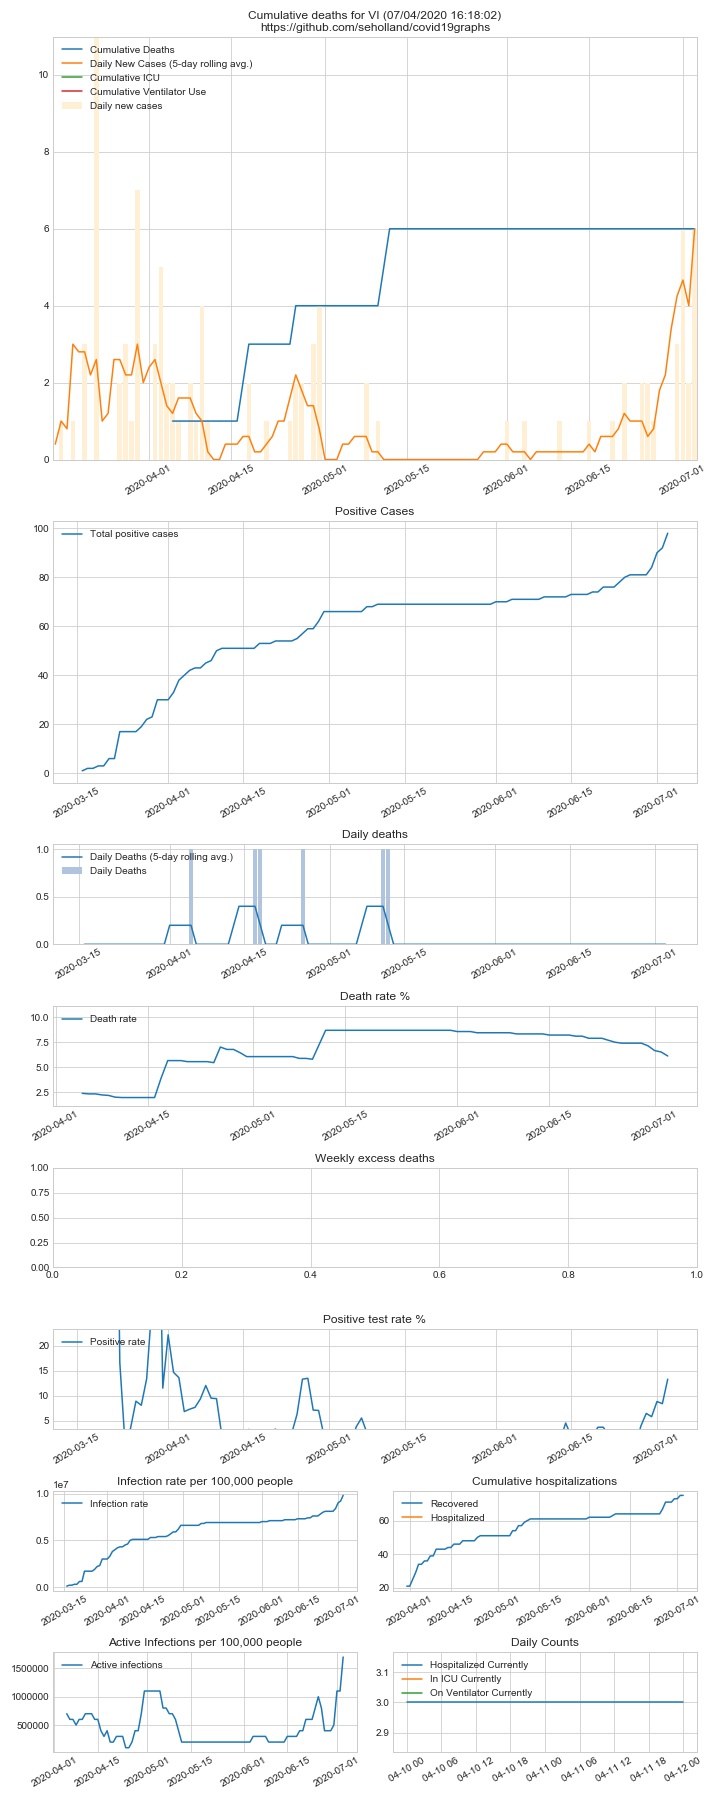 Cumulative deaths for VI (07/04/2020 16:18:02)
https://github.com/seholland/covid19graphs
Cumulative Deaths
Daily New Cases (5-day rolling avg.)
Cumulative ICU
Cumulative Ventilator Use
Daily new cases
10
8
6
4
2
0
2020-04-01 2020-04-15 2020-05-01 2020-05-15 2020-06-01 2020-06-15 2020-07-01
Positive Cases
Total positive cases
100
80
60
40
20
0
2020-03-15 2020-04-01 2020-04-15 2020-05-01 2020-05-15 2020-06-01 2020-06-15 2020-07-01
Daily deaths
Daily Deaths (5-day rolling avg.)
Daily Deaths
1.0
0.5
0.0
2020-03-15 2020-04-01 2020-04-15 2020-05-01 2020-05-15 2020-06-01 2020-06-15 2020-07-01
Death rate %
Death rate
10.0
7.5
5.0
2.5
2020-04-01 2020-04-15 2020-05-01 2020-05-15 2020-06-01 2020-06-15 2020-07-01
Weekly excess deaths
1.00
0.75
0.50
0.25
0.00
0.0 0.2 0.4 0.6 0.8 1.0
Positive test rate %
Positive rate
20
15
10
5
2020-03-15 2020-04-01 2020-04-15 2020-05-01 2020-05-15 2020-06-01 2020-06-15 2020-07-01
Infection rate per 100,000 people
1e7
Infection rate
1.0
0.5
0.0
2020-03-15 2020-04-01 2020-04-15 2020-05-01 2020-05-15 2020-06-01 2020-06-15 2020-07-01
Cumulative hospitalizations
Recovered
Hospitalized
60
40
20
2020-04-01 2020-04-15 2020-05-01 2020-05-15 2020-06-01 2020-06-15 2020-07-01
Active Infections per 100,000 people
Active infections
1500000
1000000
500000
2020-04-01 2020-04-15 2020-05-01 2020-05-15 2020-06-01 2020-06-15 2020-07-01
Daily Counts
Hospitalized Currently
In ICU Currently
On Ventilator Currently
3.1
3.0
2.9
04-10 00 04-10 06 04-10 12 04-10 18 04-11 00 04-11 06 04-11 12 04-11 18 04-12 00